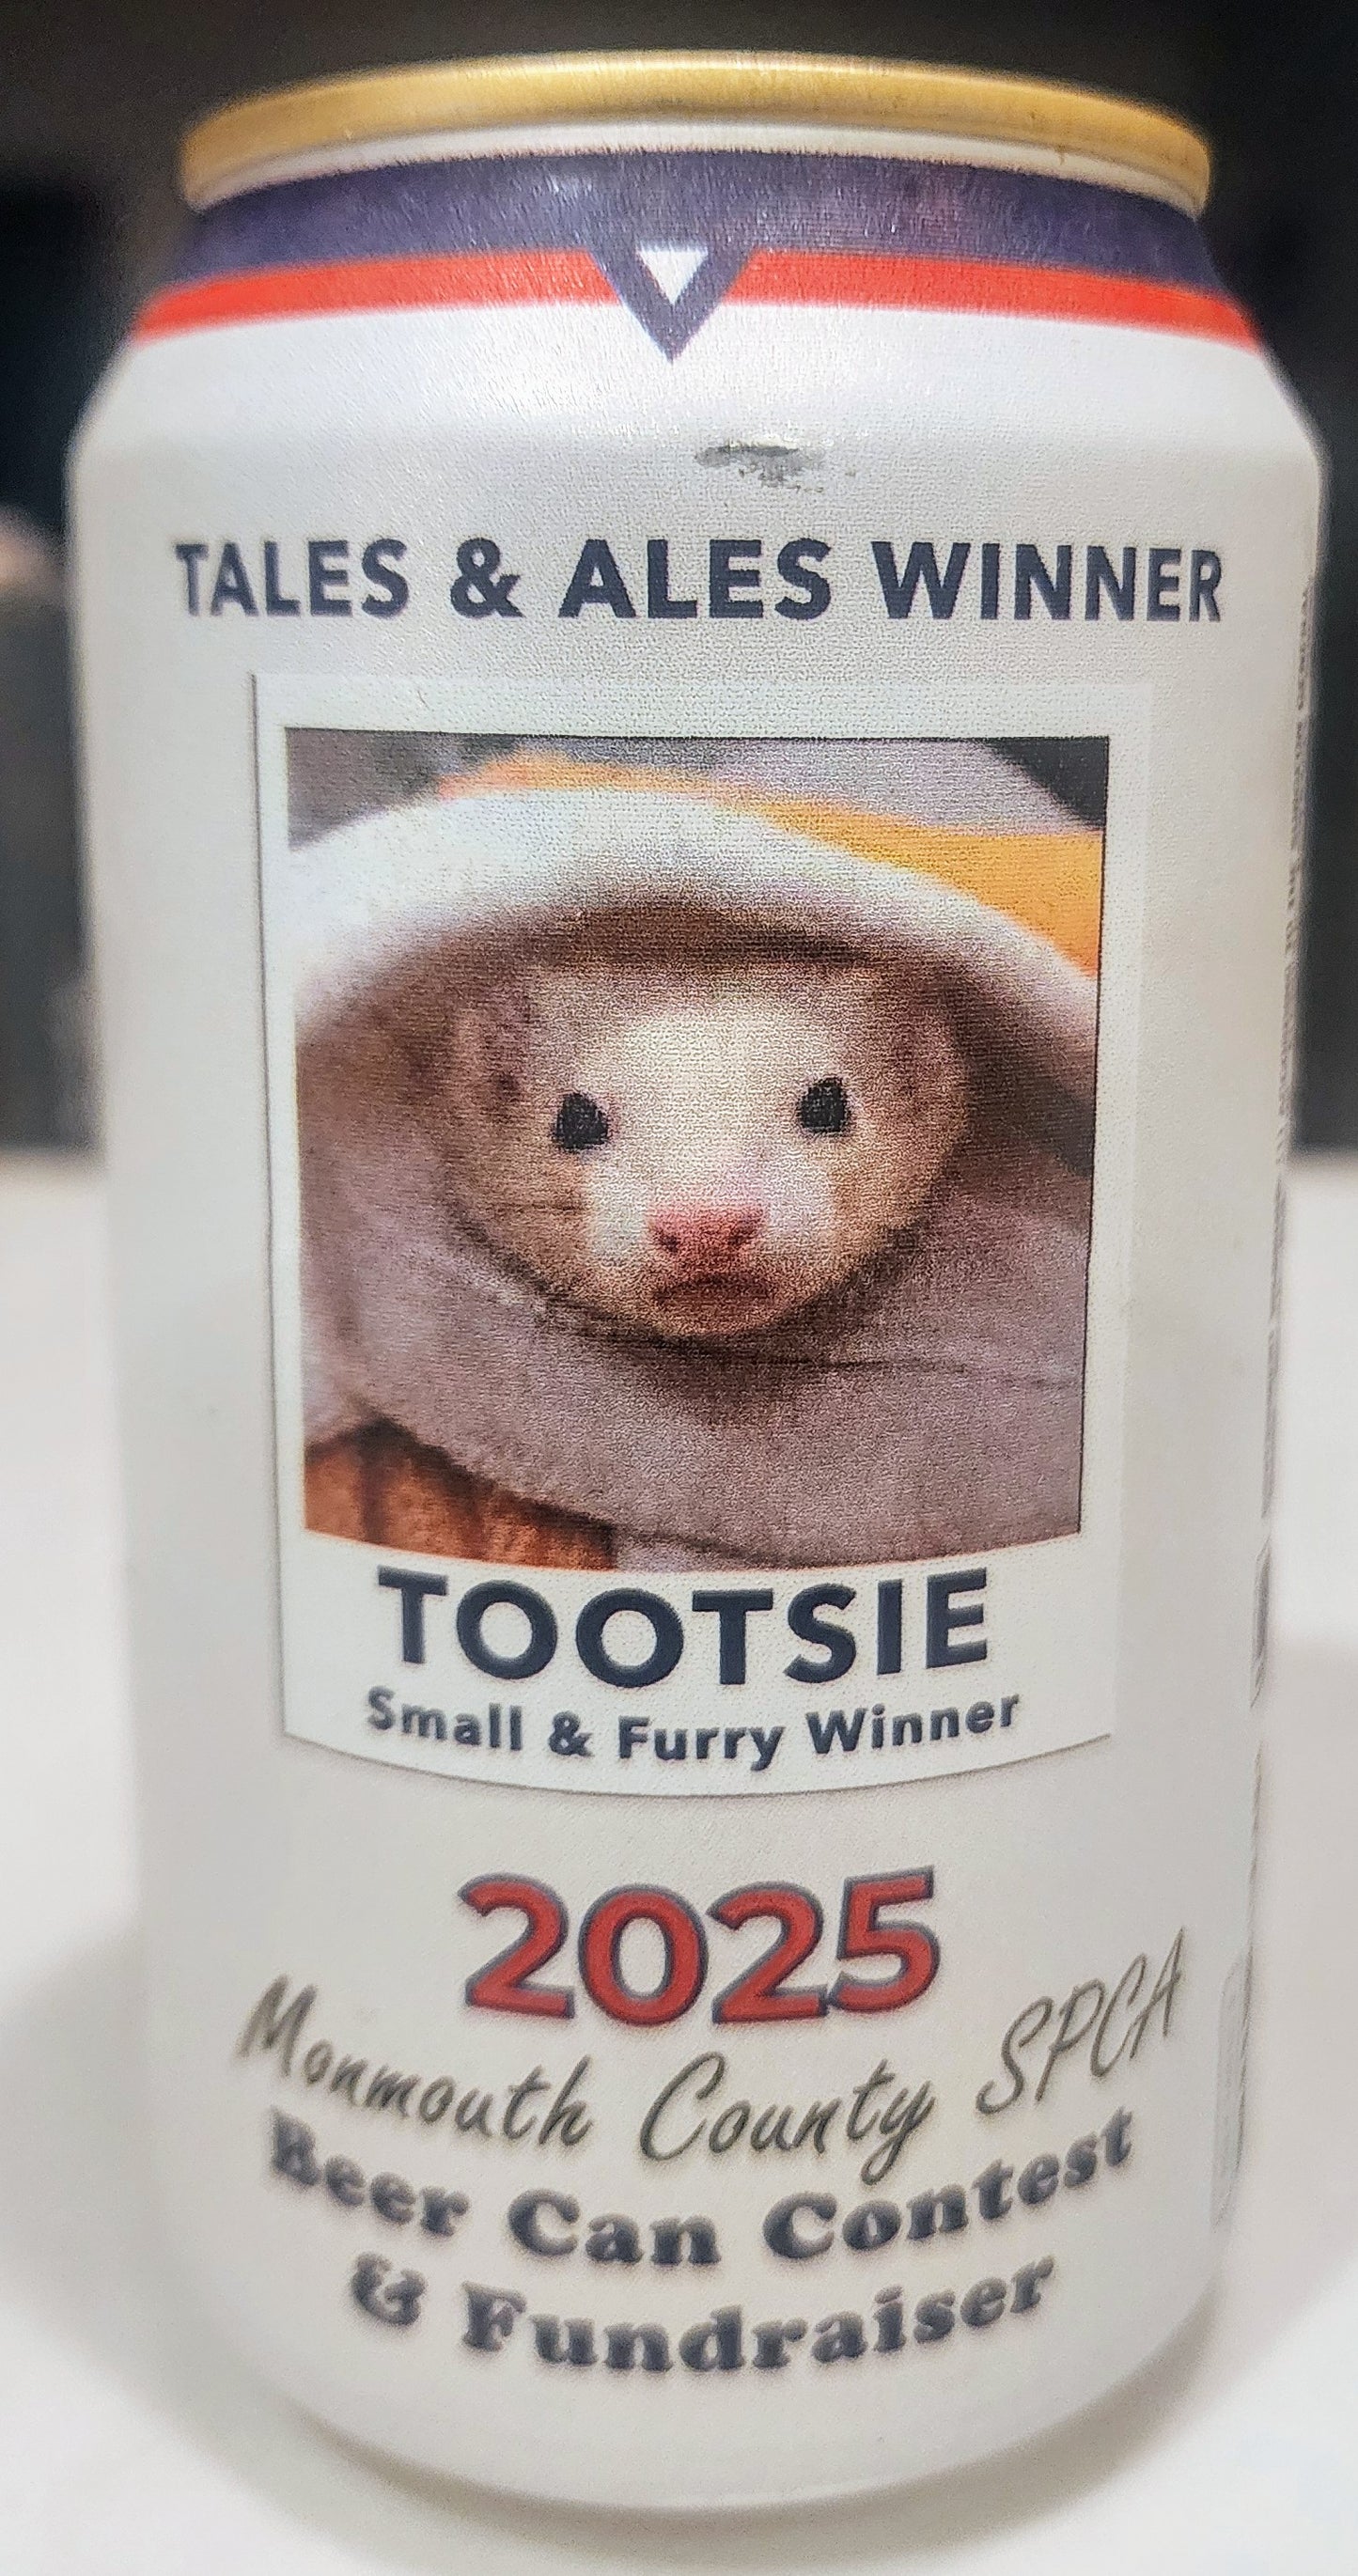 TALES & ALES WINNER
TOOTSIE
Small & Furry Winner
2025
Monmouth County SPCA
Beer Can Contest
& Fundraiser